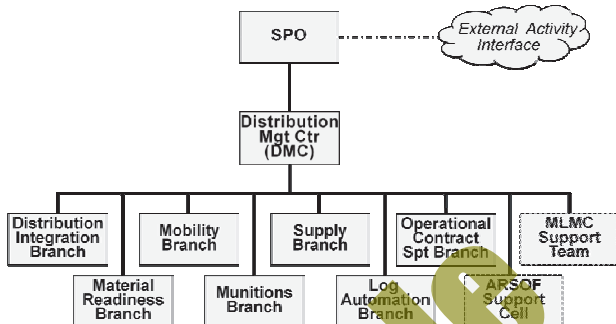 SPO
External Activity
Interface
Distribution
Mgt Ctr
(DMC)
Distribution
Integration
Branch
Mobility
Branch
Supply
Branch
Operational
Contract
Spt Branch
MLMC
Support
Team
Material
Readiness
Branch
Munitions
Branch
Log
Automation
Branch
ARSOF
Support
Cell